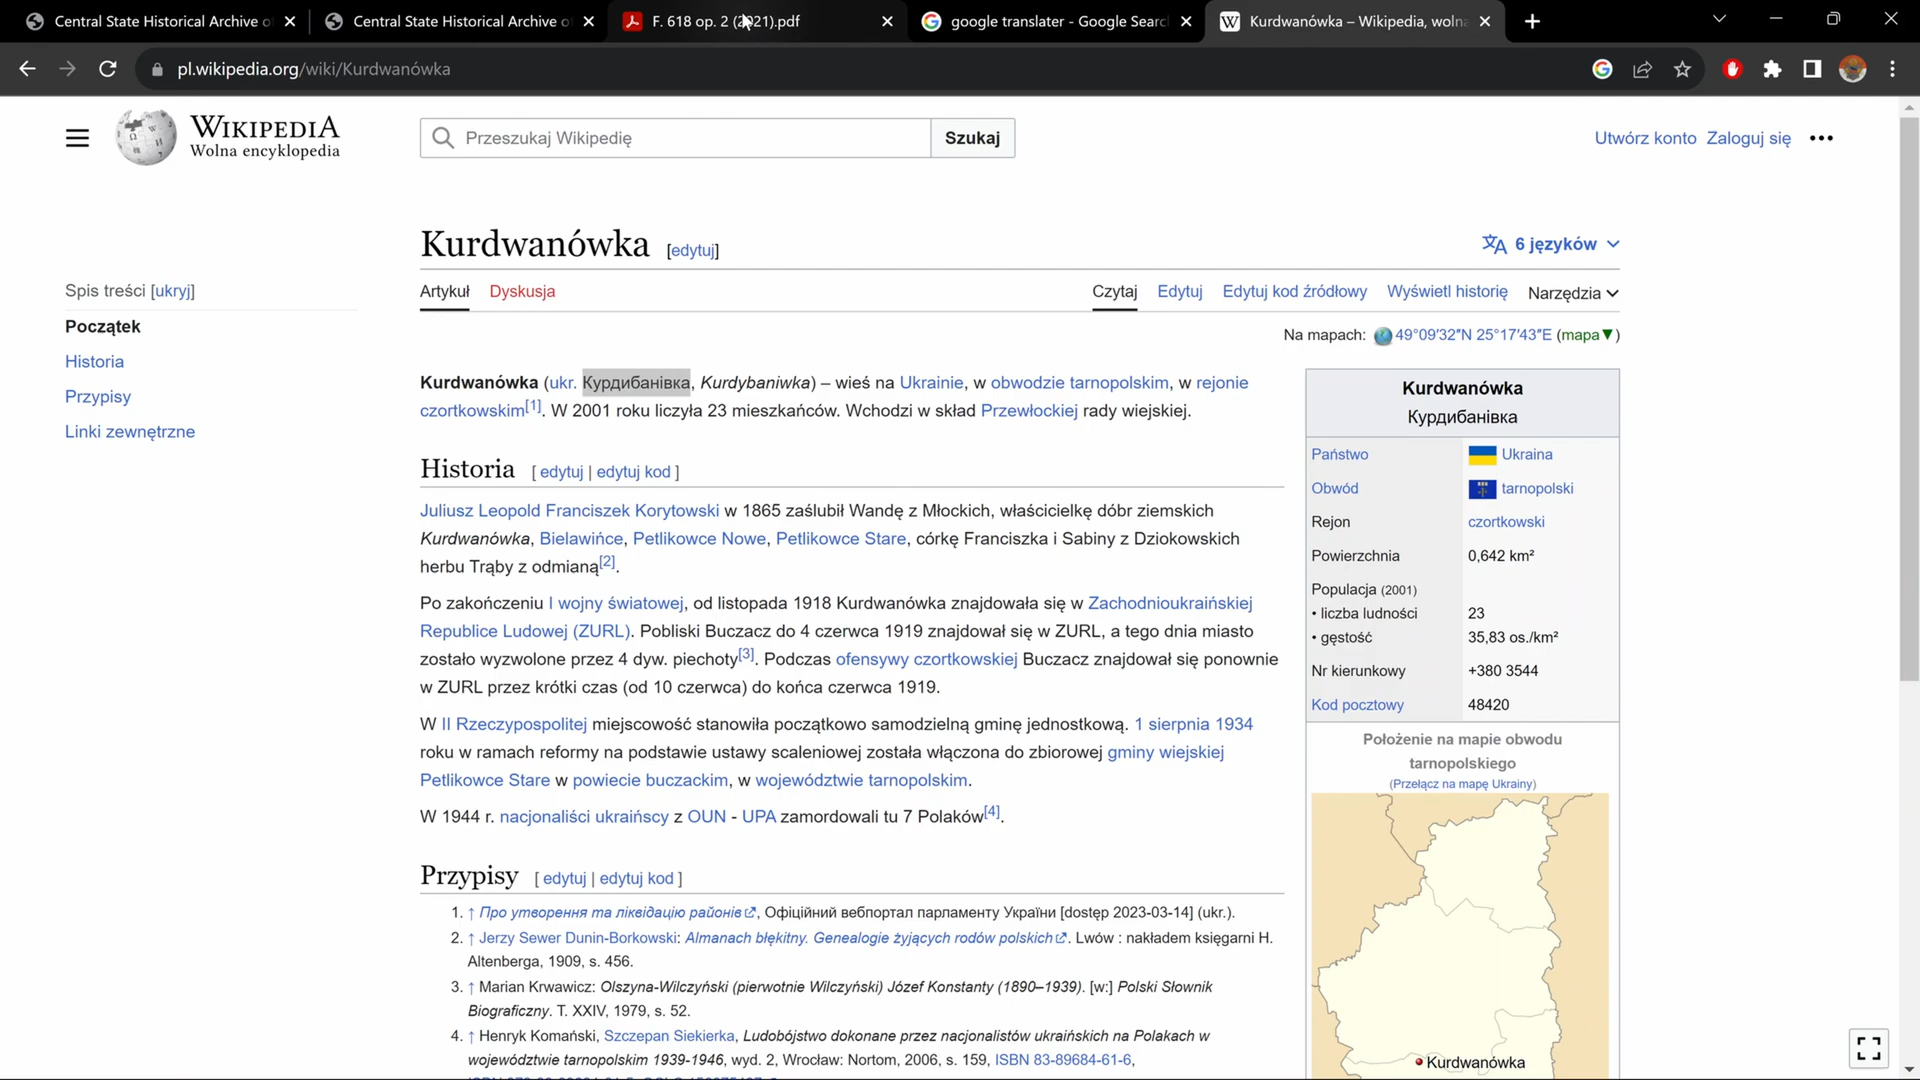 Central State Historical Archive o
Central State Historical Archive o
F. 618 op. 2 (2021).pdf
google translater - Google Searc
Kurdwanówka – Wikipedia, wolna
pl.wikipedia.org/wiki/Kurdwanówka
WIKIPEDIA
Wolna encyklopedia
Przeszukaj Wikipedię
Szukaj
Utwórz konto Zaloguj się
Kurdwanówka [edytuj]
6 języków
Spis treści [ukryj]
Początek
Historia
Przypisy
Linki zewnętrzne
Artykuł Dyskusja
Czytaj Edytuj Edytuj kod źródłowy Wyświetl historię Narzędzia
Na mapach: 49°09′32″N 25°17′43″E (mapa▼)
Kurdwanówka (ukr. Курдибанівка, Kurdybaniwka) – wieś na Ukrainie, w obwodzie tarnopolskim, w rejonie
czortkowskim[1]. W 2001 roku liczyła 23 mieszkańców. Wchodzi w skład Przewłockiej rady wiejskiej.
Historia [ edytuj | edytuj kod ]
Juliusz Leopold Franciszek Korytowski w 1865 zaślubił Wandę z Młockich, właścicielkę dóbr ziemskich
Kurdwanówka, Bielawińce, Petlikowce Nowe, Petlikowce Stare, córkę Franciszka i Sabiny z Dziokowskich
herbu Trąby z odmianą[2].
Po zakończeniu I wojny światowej, od listopada 1918 Kurdwanówka znajdowała się w Zachodnioukraińskiej
Republice Ludowej (ZURL). Pobliski Buczacz do 4 czerwca 1919 znajdował się w ZURL, a tego dnia miasto
zostało wyzwolone przez 4 dyw. piechoty[3]. Podczas ofensywy czortkowskiej Buczacz znajdował się ponownie
w ZURL przez krótki czas (od 10 czerwca) do końca czerwca 1919.
W II Rzeczypospolitej miejscowość stanowiła początkowo samodzielną gminę jednostkową. 1 sierpnia 1934
roku w ramach reformy na podstawie ustawy scaleniowej została włączona do zbiorowej gminy wiejskiej
Petlikowce Stare w powiecie buczackim, w województwie tarnopolskim.
W 1944 r. nacjonaliści ukraińscy z OUN - UPA zamordowali tu 7 Polaków[4].
Przypisy [ edytuj | edytuj kod ]
1. ↑ Про утворення та ліквідацію районів, Офіційний вебпортал парламенту України [dostęp 2023-03-14] (ukr.).
2. ↑ Jerzy Sewer Dunin-Borkowski: Almanach błękitny. Genealogie żyjących rodów polskich. Lwów : nakładem księgarni H.
Altenberga, 1909, s. 456.
3. ↑ Marian Krwawicz: Olszyna-Wilczyński (pierwotnie Wilczyński) Józef Konstanty (1890–1939). [w:] Polski Słownik
Biograficzny. T. XXIV, 1979, s. 52.
4. ↑ Henryk Komański, Szczepan Siekierka, Ludobójstwo dokonane przez nacjonalistów ukraińskich na Polakach w
województwie tarnopolskim 1939-1946, wyd. 2, Wrocław: Nortom, 2006, s. 159, ISBN 83-89684-61-6,
Kurdwanówka
Курдибанівка
Państwo Ukraina
Obwód tarnopolski
Rejon czortkowski
Powierzchnia 0,642 km²
Populacja (2001)
• liczba ludności 23
• gęstość 35,83 os./km²
Nr kierunkowy +380 3544
Kod pocztowy 48420
Położenie na mapie obwodu
tarnopolskiego
(Przełącz na mapę Ukrainy)
Kurdwanówka